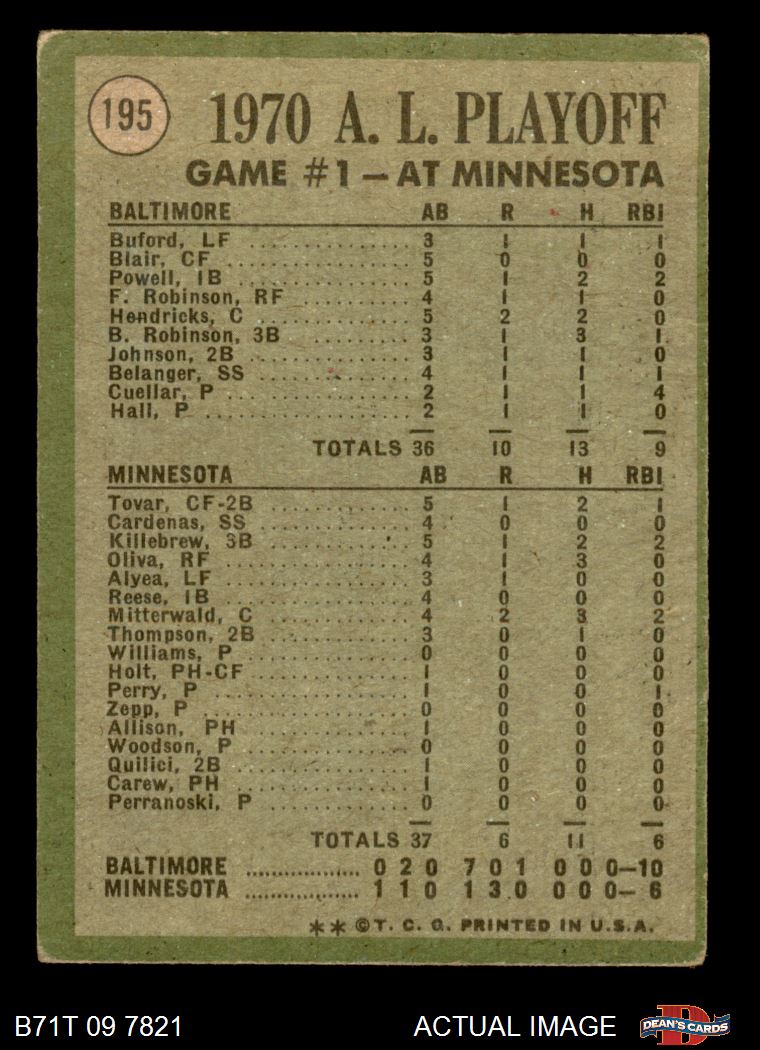 195
1970 A. L. PLAYOFF
GAME #1 – AT MINNESOTA
BALTIMORE AB R H RBI
Buford, LF ............... 3 1 1 1
Blair, CF ................. 5 0 0 0
Powell, 1B ............... 5 1 2 2
F. Robinson, RF ........... 4 1 1 0
Hendricks, C .............. 5 2 2 0
B. Robinson, 3B ........... 3 1 3 1
Johnson, 2B ............... 3 1 1 0
Belanger, SS .............. 4 1 1 1
Cuellar, P ................ 2 1 1 4
Hall, P ................... 2 1 1 0
TOTALS 36 10 13 9
MINNESOTA AB R H RBI
Tovar, CF-2B .............. 5 1 2 1
Cardenas, SS .............. 4 0 0 0
Killebrew, 3B ............. 5 1 2 2
Oliva, RF ................. 4 1 3 0
Alyea, LF ................. 3 1 0 0
Reese, 1B ................. 4 0 0 0
Mitterwald, C ............. 4 2 3 2
Thompson, 2B .............. 3 0 1 0
Williams, P ............... 0 0 0 0
Holt, PH-CF ............... 1 0 0 0
Perry, P .................. 1 0 0 1
Zepp, P ................... 0 0 0 0
Allison, PH ............... 1 0 0 0
Woodson, P ................ 0 0 0 0
Quilici, 2B ............... 1 0 0 0
Carew, PH ................. 1 0 0 0
Perranoski, P ............. 0 0 0 0
TOTALS 37 6 11 6
BALTIMORE .................. 0 2 0 7 0 1 0 0 0–10
MINNESOTA .................. 1 1 0 1 3 0 0 0 0– 6
** ©T. C. G. PRINTED IN U.S.A.
B71T 09 7821 ACTUAL IMAGE D DEAN'S CARDS